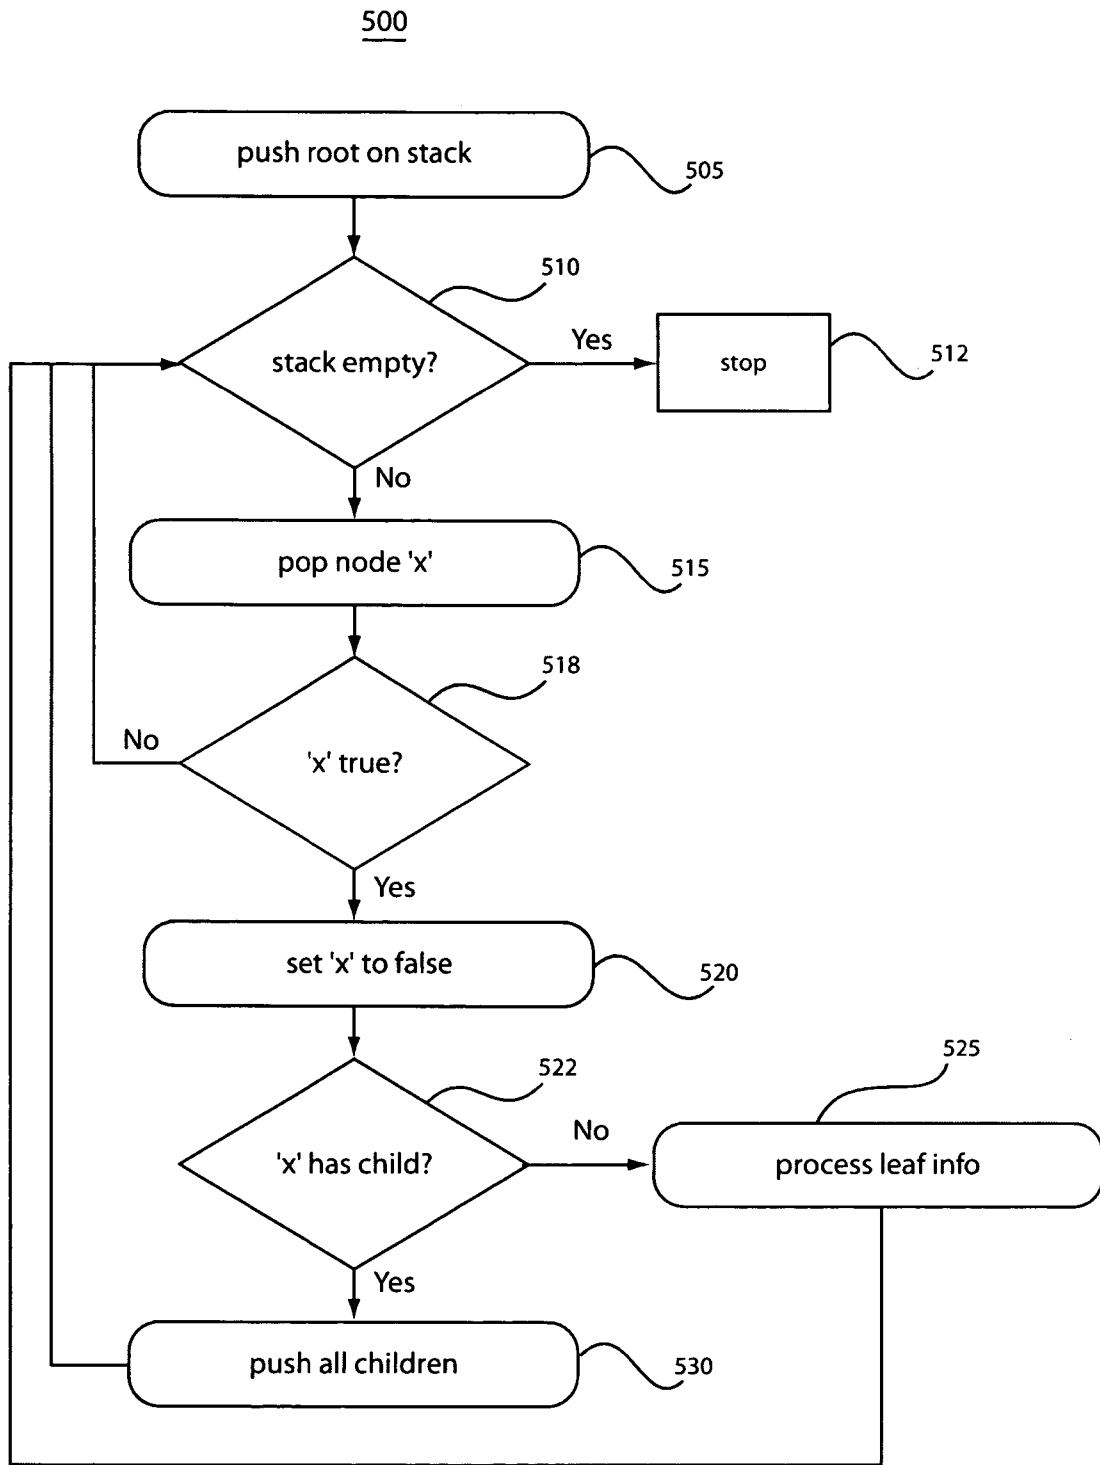 500
push root on stack
505
510
stack empty?
Yes
stop
512
No
pop node 'x'
515
518
No
'x' true?
Yes
set 'x' to false
520
522
525
'x' has child?
No
process leaf info
Yes
push all children
530